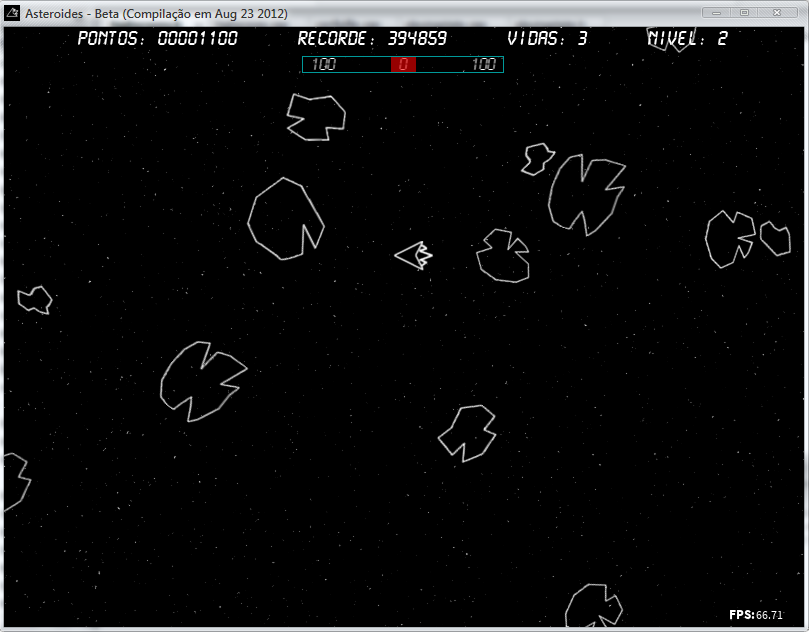 Asteroides - Beta (Compilação em Aug 23 2012)
PONTOS: 00001100 RECORDE: 394859 VIDAS: 3 NIVEL: 2
100 0 100
FPS:66.71